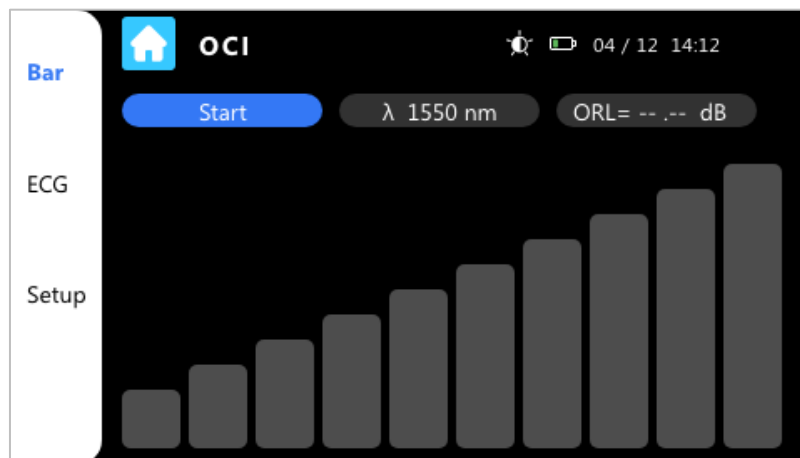 OCI
04 / 12 14:12
Bar
Start
λ 1550 nm
ORL= -- .-- dB
ECG
Setup